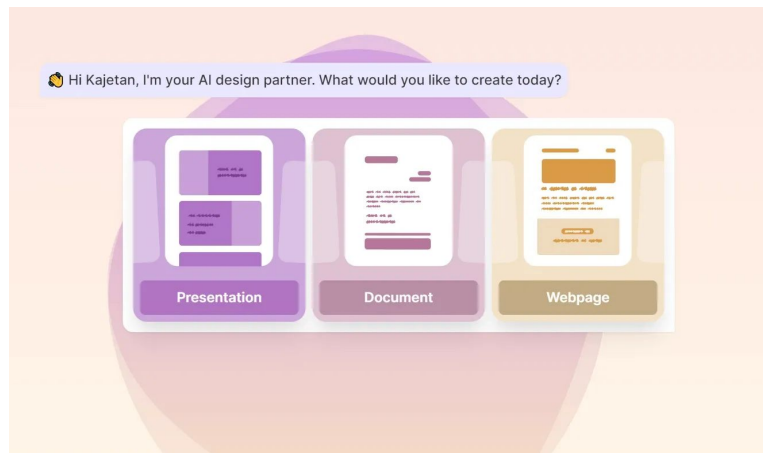 👋 Hi Kajetan, I'm your AI design partner. What would you like to create today?
Presentation
Document
Webpage